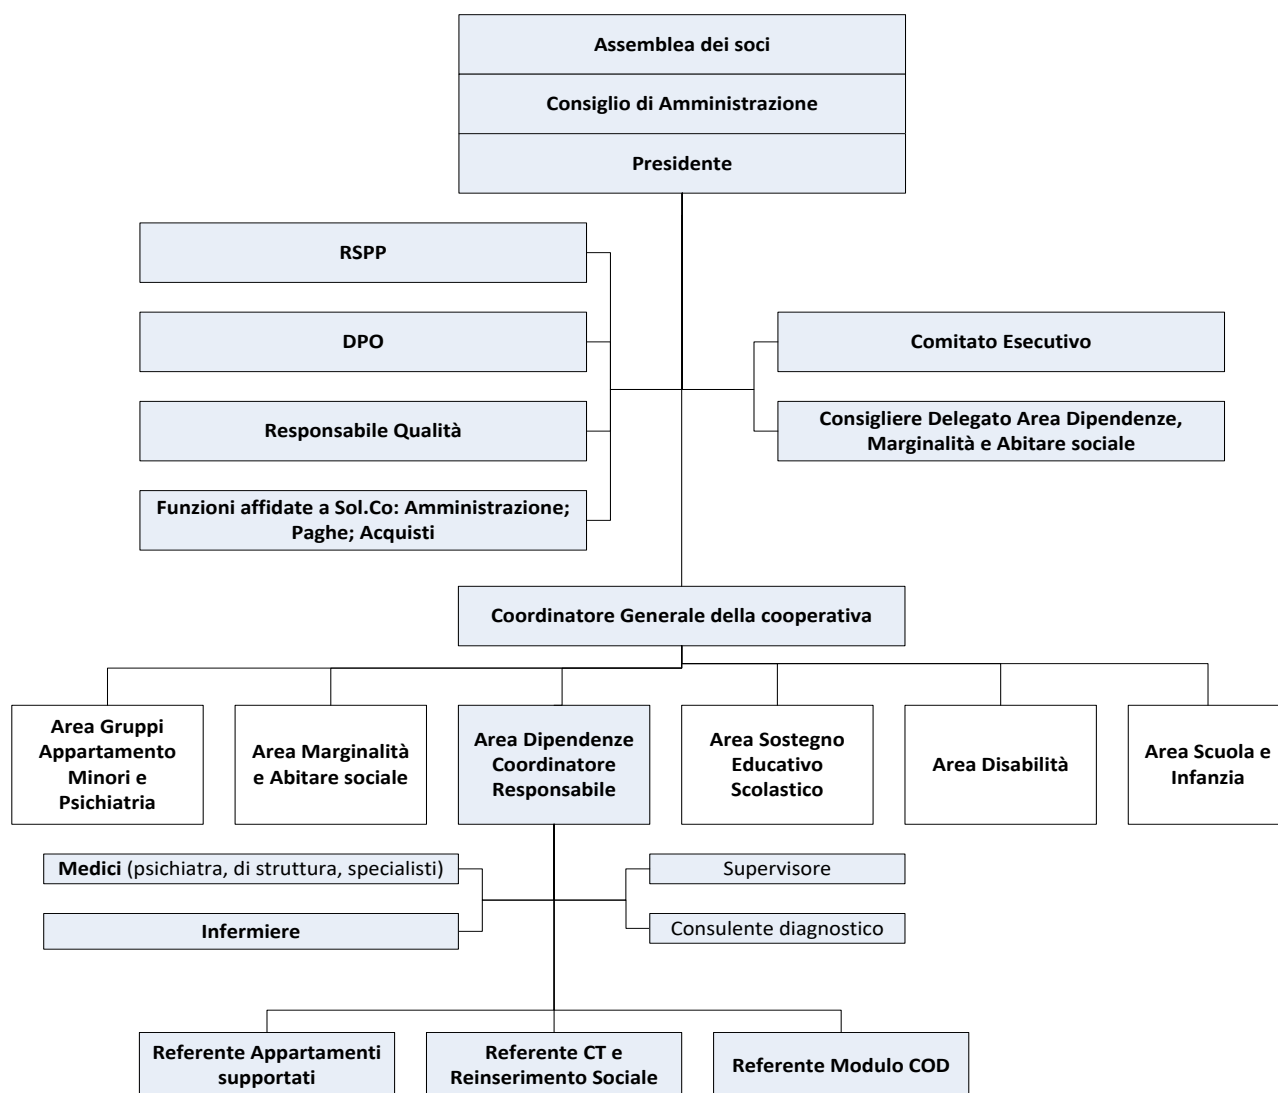 Assemblea dei soci
Consiglio di Amministrazione
Presidente
RSPP
DPO
Responsabile Qualità
Funzioni affidate a Sol.Co: Amministrazione;
Paghe; Acquisti
Comitato Esecutivo
Consigliere Delegato Area Dipendenze,
Marginalità e Abitare sociale
Coordinatore Generale della cooperativa
Area Gruppi
Appartamento
Minori e
Psichiatria
Area Marginalità
e Abitare sociale
Area Dipendenze
Coordinatore
Responsabile
Area Sostegno
Educativo
Scolastico
Area Disabilità
Area Scuola e
Infanzia
Medici (psichiatra, di struttura, specialisti)
Infermiere
Supervisore
Consulente diagnostico
Referente Appartamenti
supportati
Referente CT e
Reinserimento Sociale
Referente Modulo COD